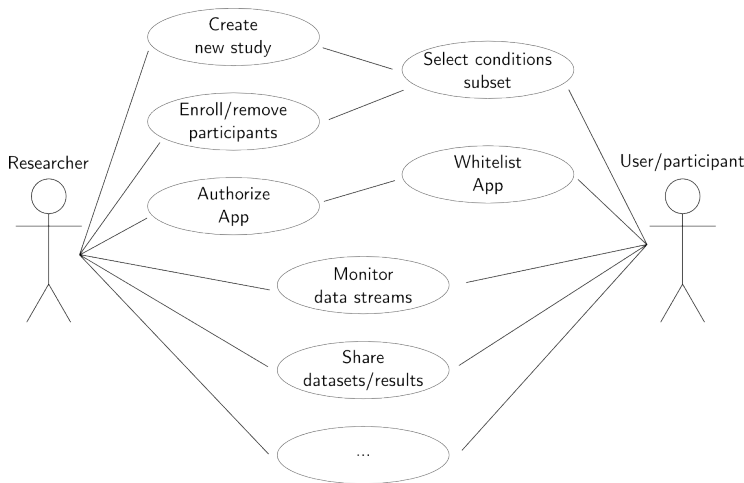 Create
new study
Select conditions
subset
Enroll/remove
participants
Researcher
User/participant
Authorize
App
Whitelist
App
Monitor
data streams
Share
datasets/results
...